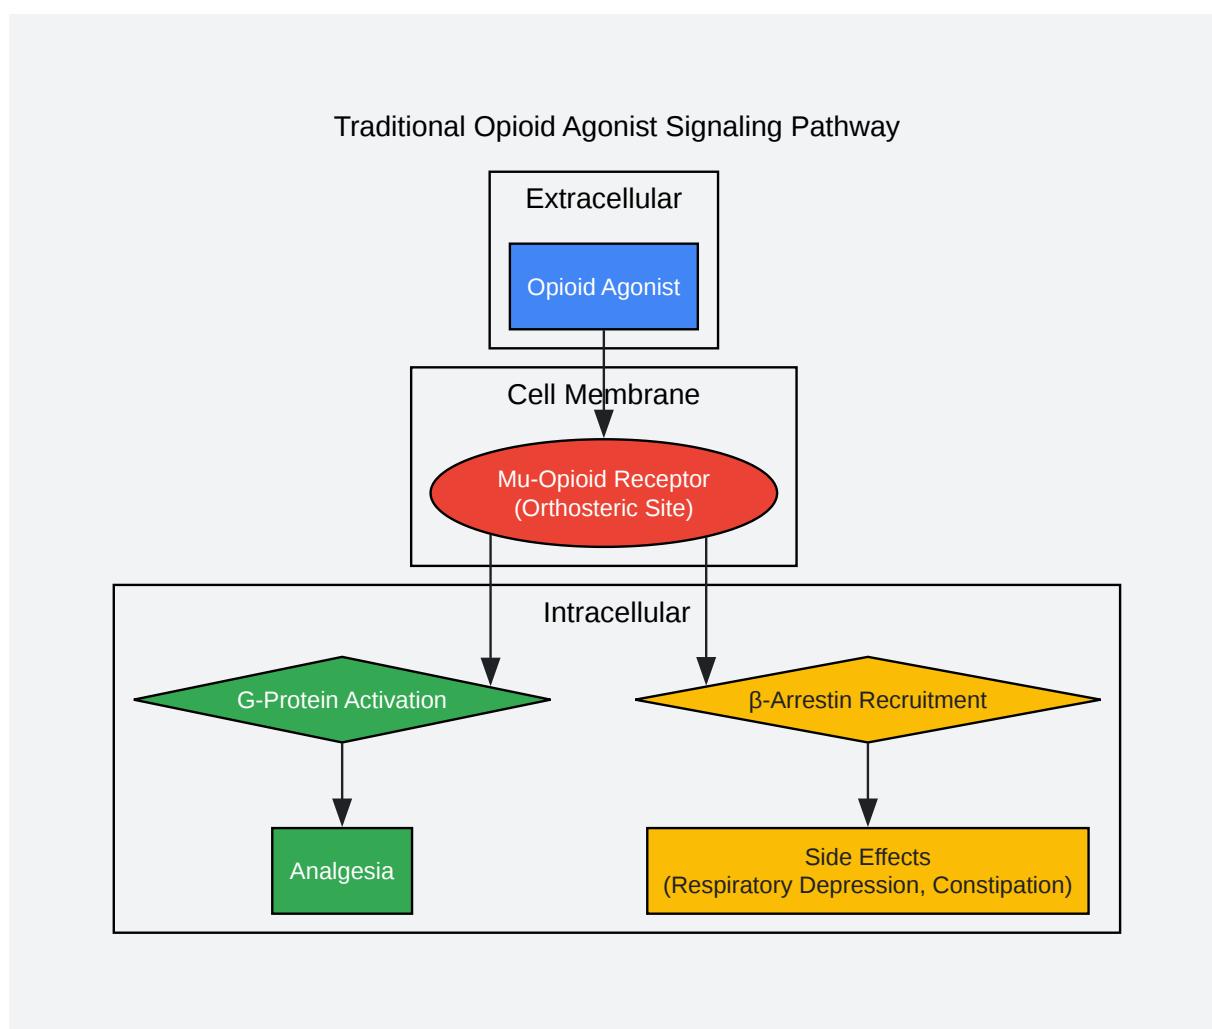 Traditional Opioid Agonist Signaling Pathway
Extracellular
Opioid Agonist
Cell Membrane
Mu-Opioid Receptor
(Orthosteric Site)
Intracellular
G-Protein Activation
β-Arrestin Recruitment
Analgesia
Side Effects
(Respiratory Depression, Constipation)